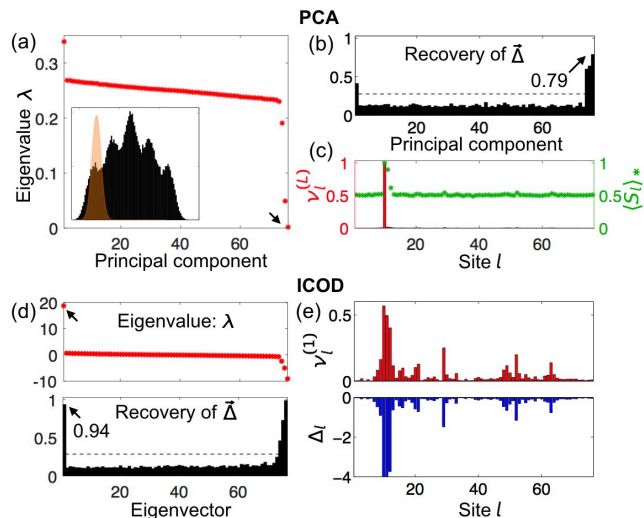 PCA
(a)
Eigenvalue λ
0.3
0.2
0.1
0
20
40
60
Principal component
(b)
Recovery of Δ⃗
0.79
1
0.5
0
20
40
60
Principal component
(c)
ν_l^(L)
1
0.5
0
1
0.5
0
⟨S_l⟩*
20
40
60
Site l
ICOD
(d)
Eigenvalue: λ
20
10
0
-10
Recovery of Δ⃗
0.94
1
0.5
0
20
40
60
Eigenvector
(e)
ν_l^(1)
0.5
0
Δ_l
0
−2
−4
20
40
60
Site l